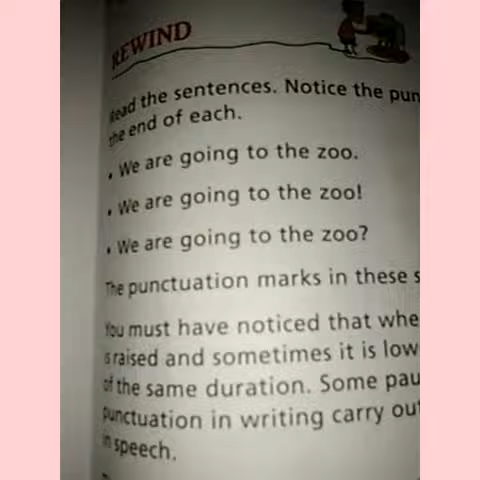 REWIND
Read the sentences. Notice the pun
the end of each.
• We are going to the zoo.
• We are going to the zoo!
• We are going to the zoo?
The punctuation marks in these s
You must have noticed that whe
is raised and sometimes it is low
of the same duration. Some pau
punctuation in writing carry out
in speech.